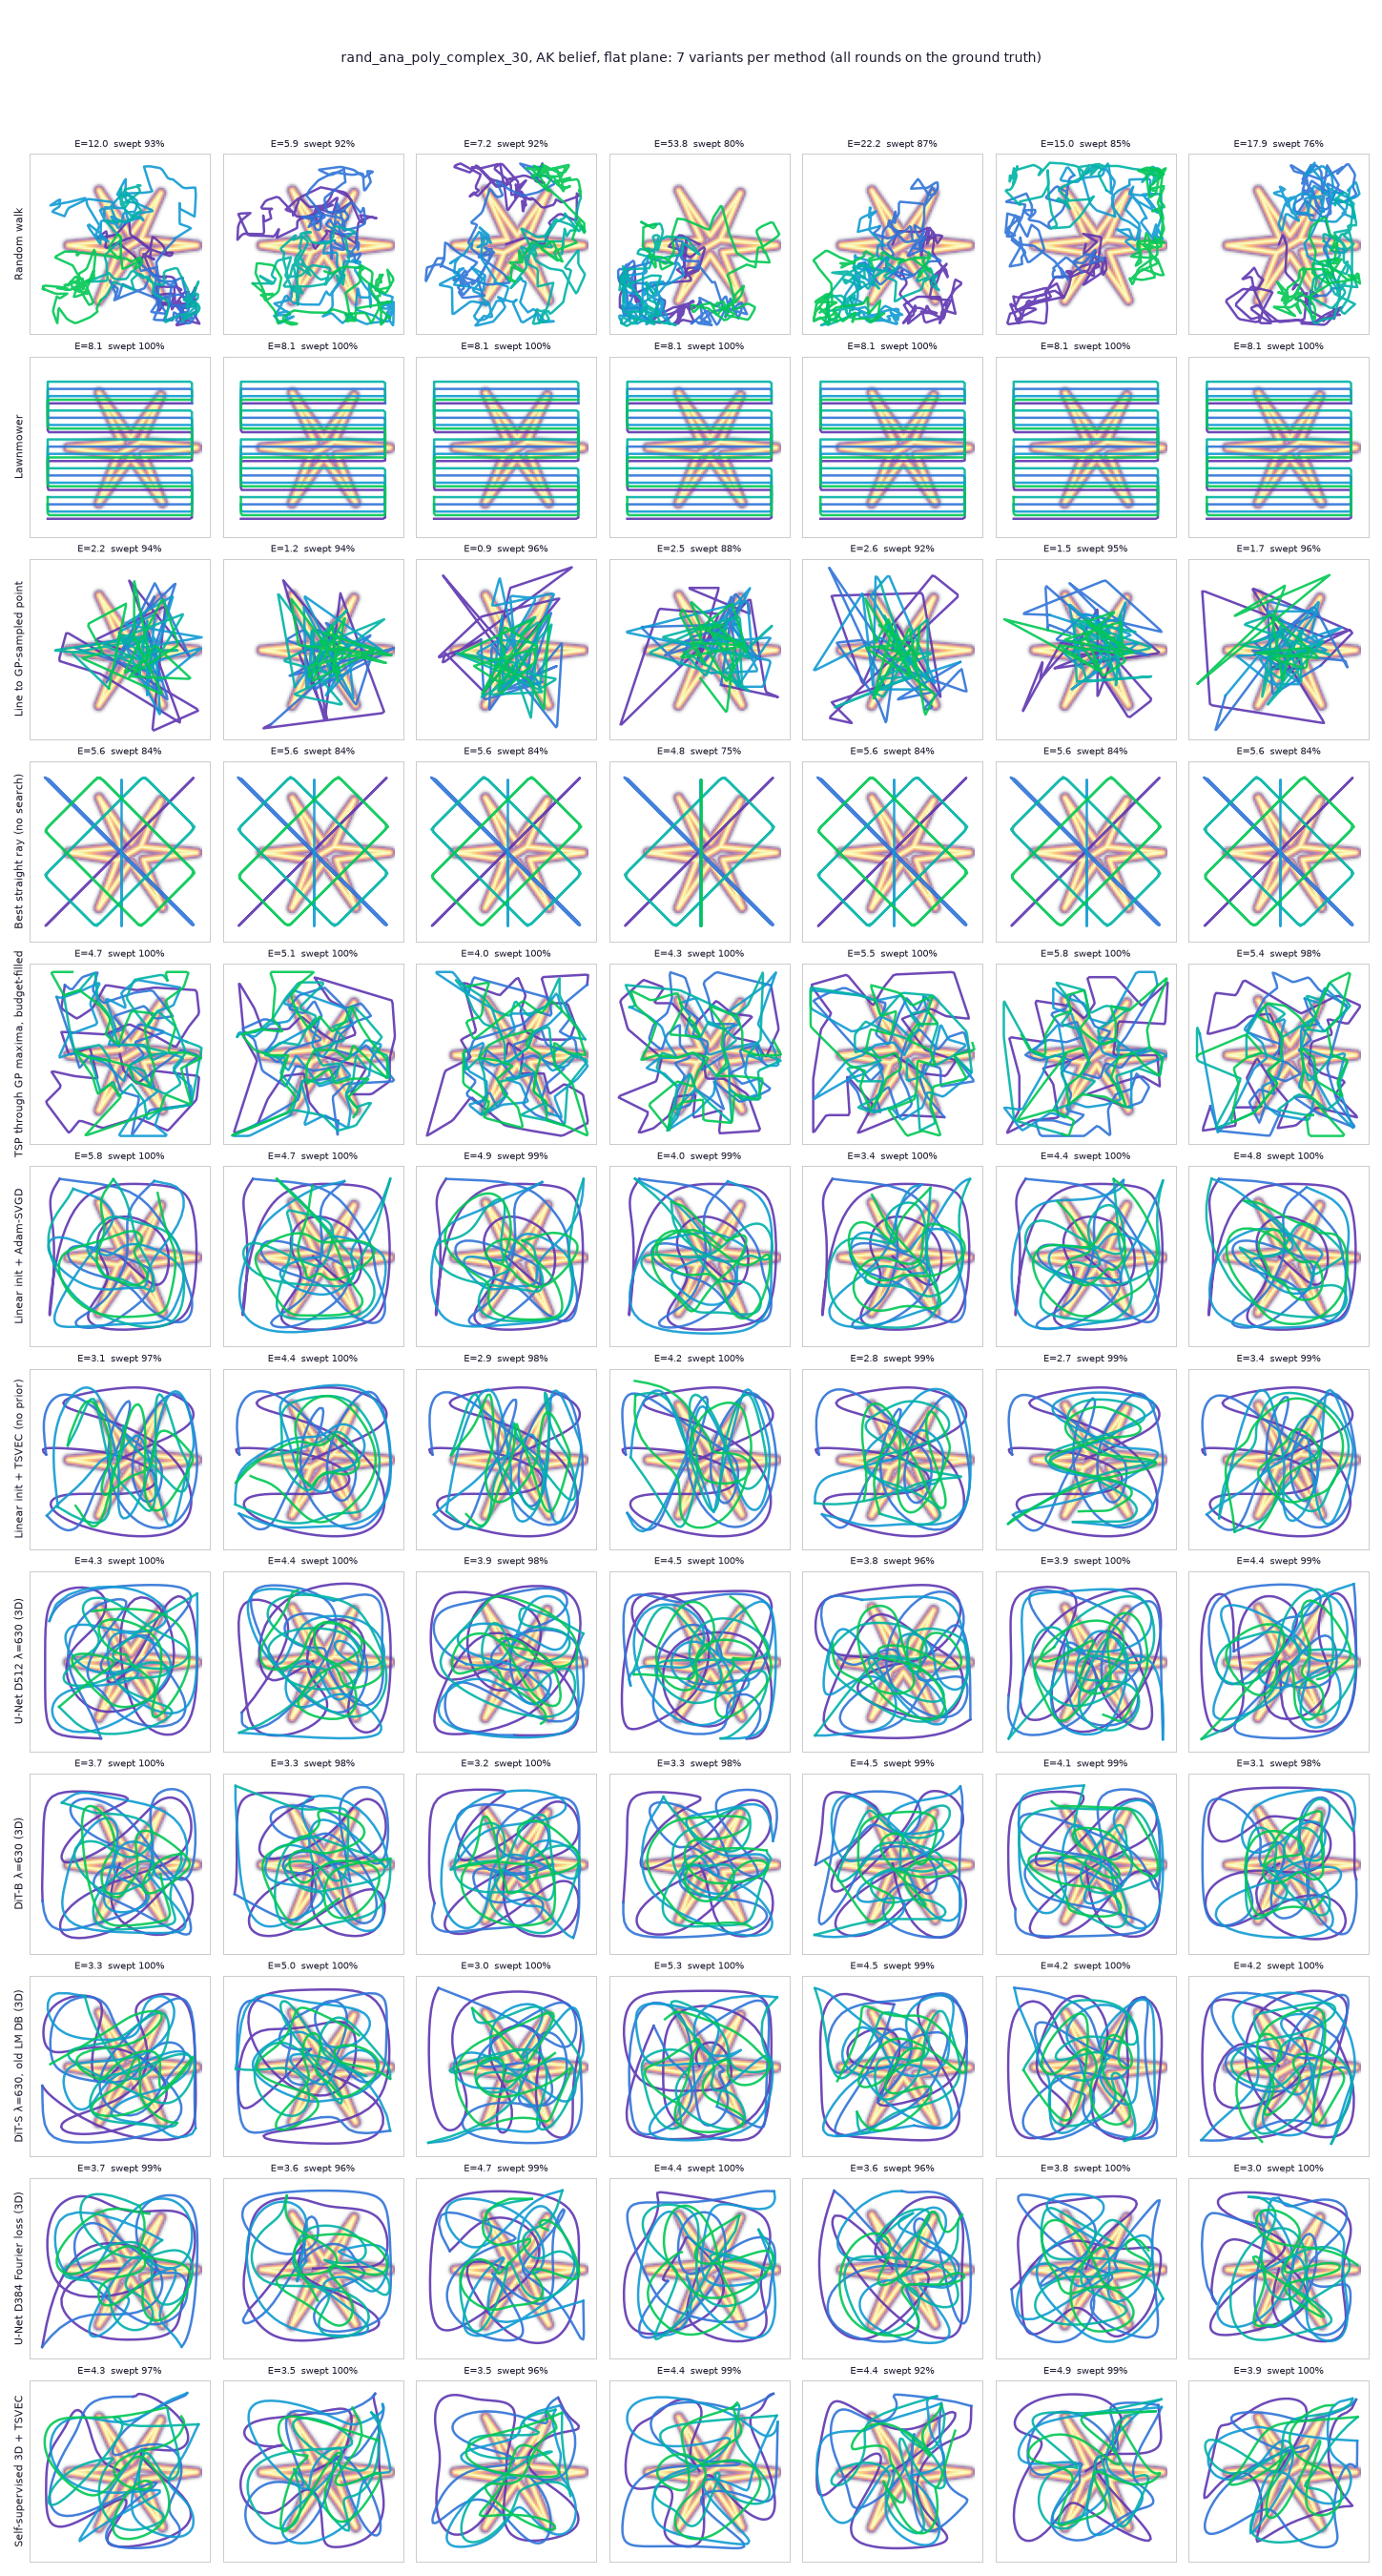 rand_ana_poly_complex_30, AK belief, flat plane: 7 variants per method (all rounds on the ground truth)
E=12.0 swept 93% E=5.9 swept 92% E=7.2 swept 92% E=53.8 swept 80% E=22.2 swept 87% E=15.0 swept 85% E=17.9 swept 76%
Random walk
E=8.1 swept 100% E=8.1 swept 100% E=8.1 swept 100% E=8.1 swept 100% E=8.1 swept 100% E=8.1 swept 100% E=8.1 swept 100%
Lawnmower
E=2.2 swept 94% E=1.2 swept 94% E=0.9 swept 96% E=2.5 swept 88% E=2.6 swept 92% E=1.5 swept 95% E=1.7 swept 96%
Line to GP-sampled point
E=5.6 swept 84% E=5.6 swept 84% E=5.6 swept 84% E=4.8 swept 75% E=5.6 swept 84% E=5.6 swept 84% E=5.6 swept 84%
Best straight ray (no search)
E=4.7 swept 100% E=5.1 swept 100% E=4.0 swept 100% E=4.3 swept 100% E=5.5 swept 100% E=5.8 swept 100% E=5.4 swept 98%
TSP through GP maxima, budget-filled
E=5.8 swept 100% E=4.7 swept 100% E=4.9 swept 99% E=4.0 swept 99% E=3.4 swept 100% E=4.4 swept 100% E=4.8 swept 100%
Linear init + Adam-SVGD
E=3.1 swept 97% E=4.4 swept 100% E=2.9 swept 98% E=4.2 swept 100% E=2.8 swept 99% E=2.7 swept 99% E=3.4 swept 99%
Linear init + TSVEC (no prior)
E=4.3 swept 100% E=4.4 swept 100% E=3.9 swept 98% E=4.5 swept 100% E=3.8 swept 96% E=3.9 swept 100% E=4.4 swept 99%
U-Net D512 λ=630 (3D)
E=3.7 swept 100% E=3.3 swept 98% E=3.2 swept 100% E=3.3 swept 98% E=4.5 swept 99% E=4.1 swept 99% E=3.1 swept 98%
DiT-B λ=630 (3D)
E=3.3 swept 100% E=5.0 swept 100% E=3.0 swept 100% E=5.3 swept 100% E=4.5 swept 99% E=4.2 swept 100% E=4.2 swept 100%
DiT-S λ=630, old LM DB (3D)
E=3.7 swept 99% E=3.6 swept 96% E=4.7 swept 99% E=4.4 swept 100% E=3.6 swept 96% E=3.8 swept 100% E=3.0 swept 100%
U-Net D384 Fourier loss (3D)
E=4.3 swept 97% E=3.5 swept 100% E=3.5 swept 96% E=4.4 swept 99% E=4.4 swept 92% E=4.9 swept 99% E=3.9 swept 100%
Self-supervised 3D + TSVEC